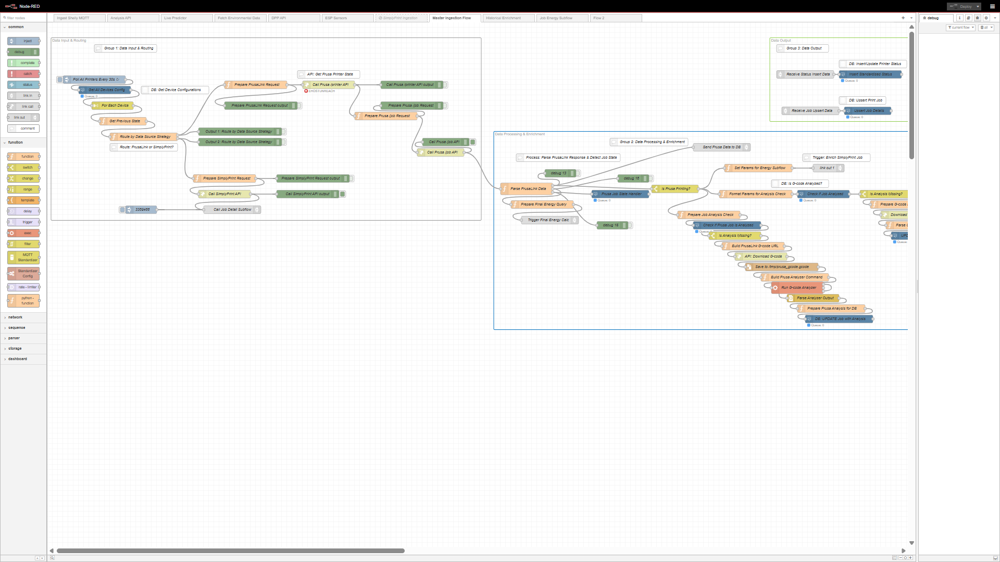 Node-RED
Deploy
filter nodes
common
inject
debug
complete
catch
status
link in
link call
link out
comment
function
function
switch
change
range
template
delay
trigger
exec
filter
MQTT
Standardizer
Standardizer
Config
rate - limiter
python -
function
network
sequence
parser
storage
dashboard
Ingest Shelly MQTT
Analysis API
Live Predictor
Fetch Environmental Data
DPP API
ESP Sensors
SimplyPrint Ingestion
Master Ingestion Flow
Historical Enrichment
Job Energy Subflow
Flow 2
Data Input & Routing
Group 1: Data Input & Routing
Poll All Printers Every 30s ↻
Get All Devices Config
Queue: 0
DB: Get Device Configurations
For Each Device
Get Previous State
Route by Data Source Strategy
Route: PrusaLink or SimplyPrint?
API: Get Prusa Printer State
Prepare PrusaLink Request
Call Prusa /printer API
EHOSTUNREACH
Call Prusa /printer API output
Prepare PrusaLink Request output
Prepare Prusa /job Request
Prepare Prusa /job Request
Output 1: Route by Data Source Strategy
Output 2: Route by Data Source Strategy
Call Prusa /job API
Call Prusa /job API
Prepare SimplyPrint Request
Prepare SimplyPrint Request output
Call SimplyPrint API
Call SimplyPrint API output
3389466
Call Job Detail Subflow
Data Output
Group 3: Data Output
DB: Insert/Update Printer Status
Receive Status Insert Data
Insert Standardized Status
Queue: 0
DB: Upsert Print Job
Receive Job Upsert Data
Upsert Job Details
Queue: 0
Data Processing & Enrichment
Group 2: Data Processing & Enrichment
Send Prusa Data to DB
Process: Parse PrusaLink Response & Detect Job State
Trigger: Enrich SimplyPrint Job
debug 13
debug 16
Set Params for Energy Subflow
link out 1
DB: Is G-code Analyzed?
Parse PrusaLink Data
Is Prusa Printing?
Prusa Job State Handler
Queue: 0
Format Params for Analysis Check
Check if Job Analyzed
Queue: 0
Is Analysis Missing?
Prepare Final Energy Query
Prepare G-code
Trigger Final Energy Calc
debug 15
Prepare Job Analysis Check
Download
Check if Prusa Job is Analyzed
Queue: 0
Parse
Is Analysis Missing?
Queue:
Build PrusaLink G-code URL
API: Download G-code
Save to /tmp/prusa_gcode.gcode
Build Prusa Analyzer Command
Run G-code Analyzer
Parse Analyzer Output
Prepare Prusa Analysis for DB
DB: UPDATE Job with Analysis
Queue: 0
debug
current flow
all